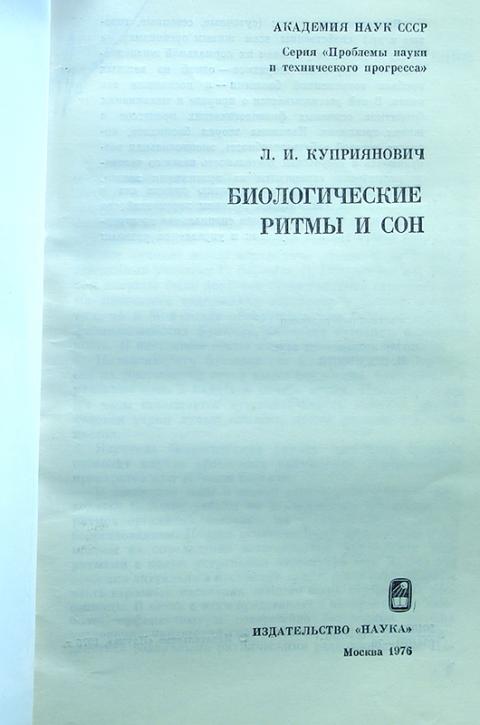 АКАДЕМИЯ НАУК СССР
Серия «Проблемы науки
и технического прогресса»
Л. И. КУПРИЯНОВИЧ
БИОЛОГИЧЕСКИЕ
РИТМЫ И СОН
ИЗДАТЕЛЬСТВО «НАУКА»
Москва 1976